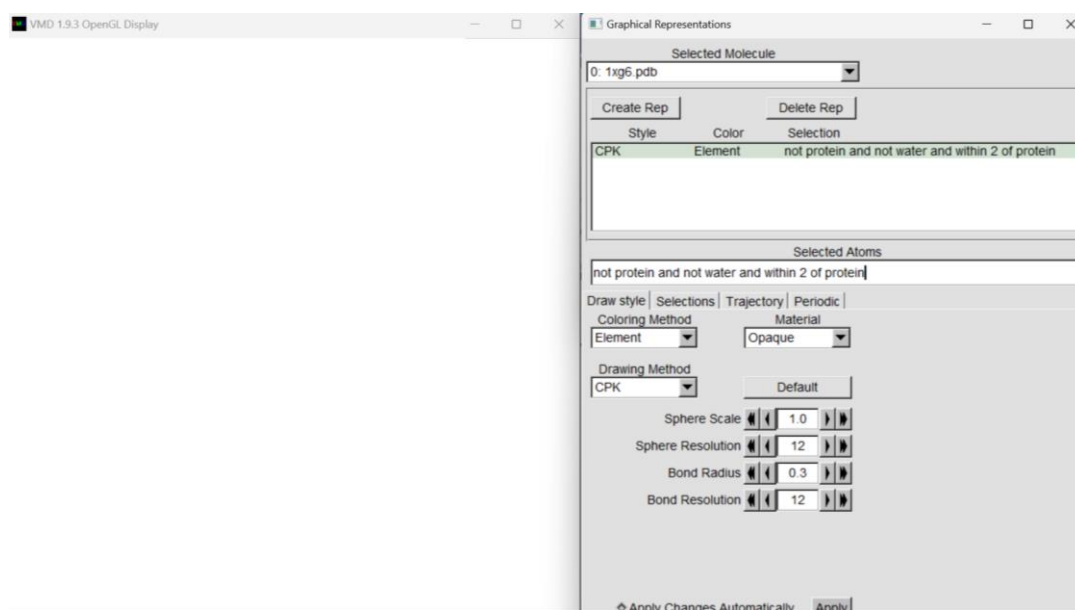 VMD 1.9.3 OpenGL Display
Graphical Representations
Selected Molecule
0: 1xg6.pdb
Create Rep Delete Rep
Style Color Selection
CPK Element not protein and not water and within 2 of protein
Selected Atoms
not protein and not water and within 2 of protein
Draw style Selections Trajectory Periodic
Coloring Method Material
Element Opaque
Drawing Method
CPK Default
Sphere Scale 1.0
Sphere Resolution 12
Bond Radius 0.3
Bond Resolution 12
Apply Changes Automatically Apply